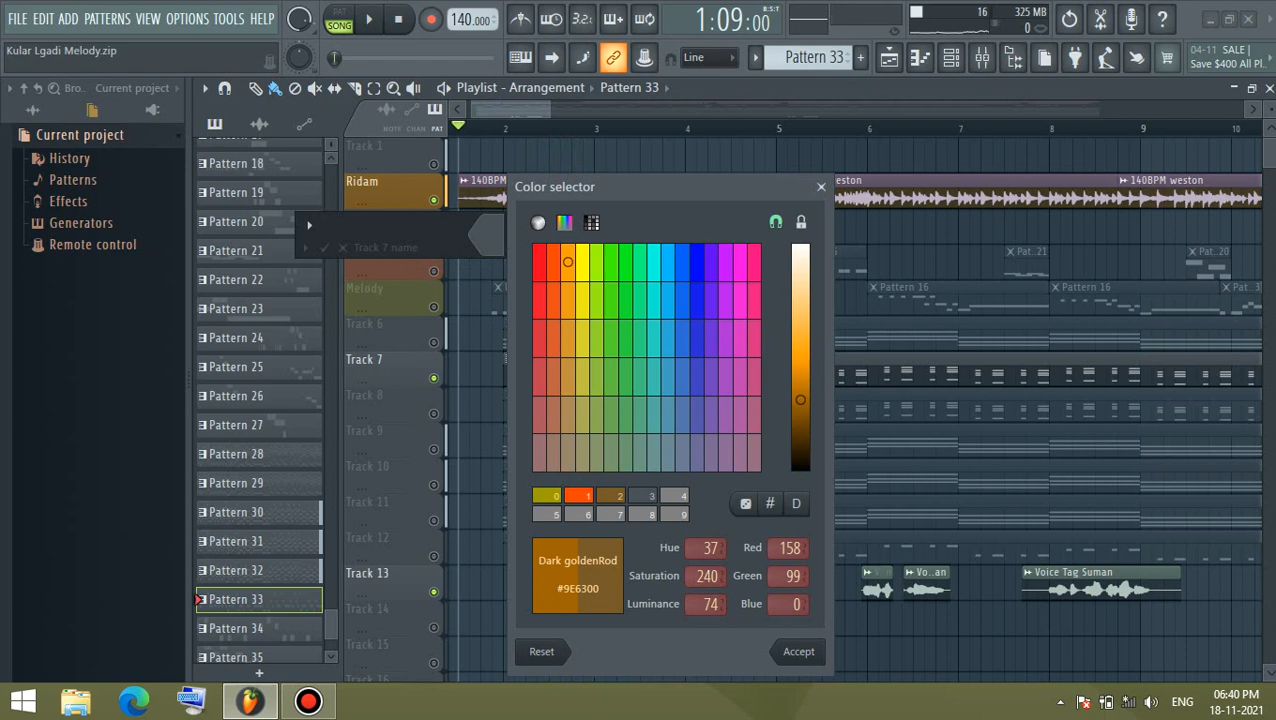 FILE EDIT ADD PATTERNS VIEW OPTIONS TOOLS HELP
PAT
SONG
140.000
3.2.
1:09:00
B:S:T
16
325 MB
0
Kular Lgadi Melody.zip
Line
Pattern 33
04-11 SALE |
Save $400 All Pl
Bro..
Current project
Playlist - Arrangement
Pattern 33
NOTE CHAN PAT
2 3 4 5 6 7 8 9 10
Current project
History
Patterns
Effects
Generators
Remote control
Pattern 18
Pattern 19
Pattern 20
Pattern 21
Pattern 22
Pattern 23
Pattern 24
Pattern 25
Pattern 26
Pattern 27
Pattern 28
Pattern 29
Pattern 30
Pattern 31
Pattern 32
Pattern 33
Pattern 34
Pattern 35
Track 1
Ridam
Track 7 name
Melody
Track 6
Track 7
Track 8
Track 9
Track 10
Track 11
Track 12
Track 13
Track 14
Track 15
140BPM
weston
140BPM weston
Pat..21
Pat..20
Pattern 16
Pattern 16
Pat..3
Vo..an
Voice Tag Suman
Color selector
0 1 2 3 4
5 6 7 8 9
# D
Dark goldenRod
#9E6300
Hue 37 Red 158
Saturation 240 Green 99
Luminance 74 Blue 0
Reset
Accept
ENG
06:40 PM
18-11-2021